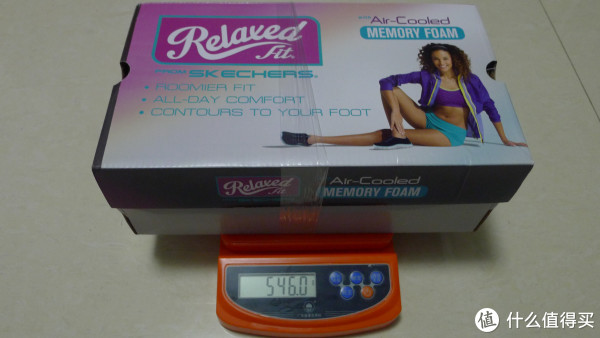 Relaxed
Fit
Air-Cooled
MEMORY FOAM
FROM SKECHERS
• ROOMIER FIT
• ALL-DAY COMFORT
• CONTOURS TO YOUR FOOT
Relaxed
Fit
Air-Cooled
MEMORY FOAM
546.0
值 什么值得买